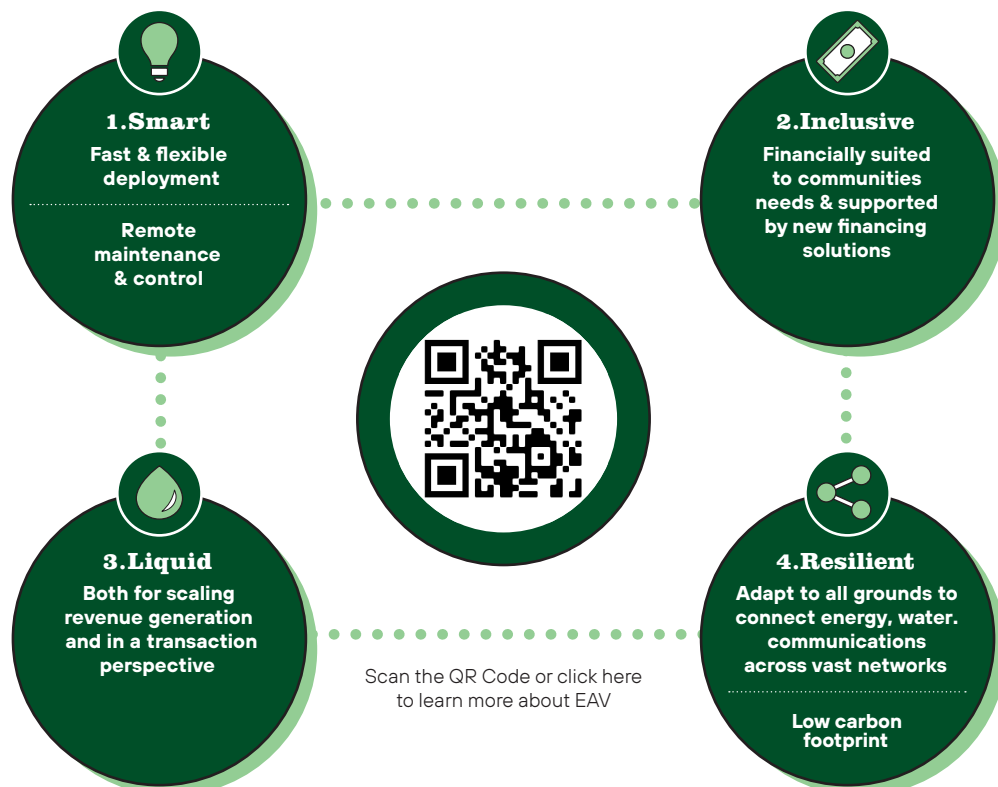 1.Smart
Fast & flexible
deployment
Remote
maintenance
& control
2.Inclusive
Financially suited
to communities
needs & supported
by new financing
solutions
3.Liquid
Both for scaling
revenue generation
and in a transaction
perspective
4.Resilient
Adapt to all grounds to
connect energy, water.
communications
across vast networks
Low carbon
footprint
Scan the QR Code or click here
to learn more about EAV